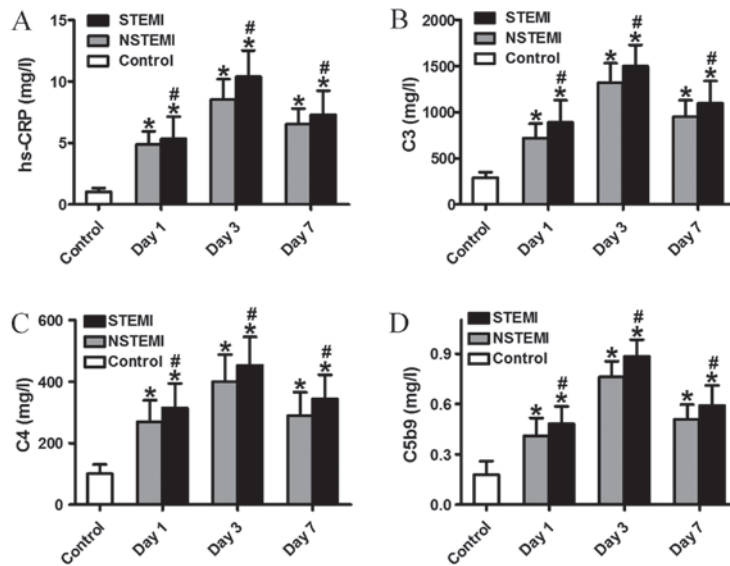 A
STEMI
NSTEMI
Control
hs-CRP (mg/l)
15
10
5
0
# * * # * * # * *
Control Day 1 Day 3 Day 7
B
STEMI
NSTEMI
Control
C3 (mg/l)
2000
1500
1000
500
0
# * * # * * # * *
Control Day 1 Day 3 Day 7
C
STEMI
NSTEMI
Control
C4 (mg/l)
600
400
200
0
# * * # * * # * *
Control Day 1 Day 3 Day 7
D
STEMI
NSTEMI
Control
C5b9 (mg/l)
0.9
0.6
0.3
0.0
# * * # * * # * *
Control Day 1 Day 3 Day 7